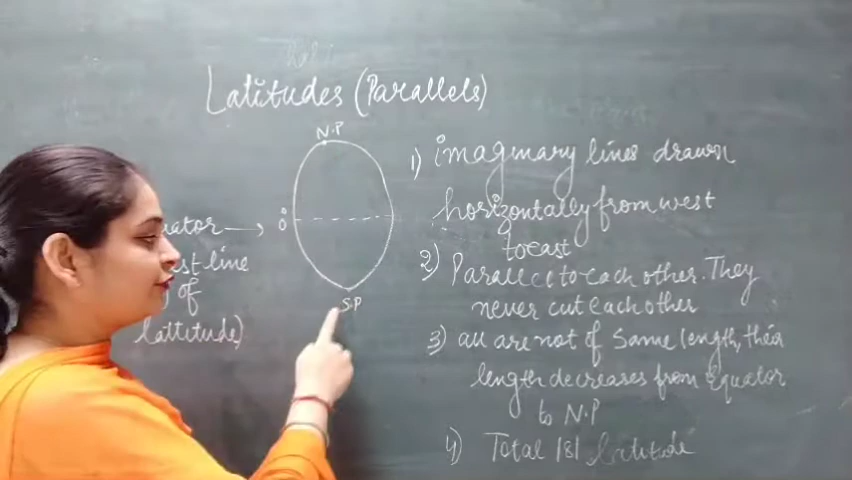 Latitudes (Parallels)
N.P
0°
S.P
line
of
lattitude)
1) imaginary lines drawn
horizontally from west
to east
2) Parallel to each other. They
never cut each other
3) all are not of same length, their
length decreases from Equator
to N.P
4) Total 181 latitude